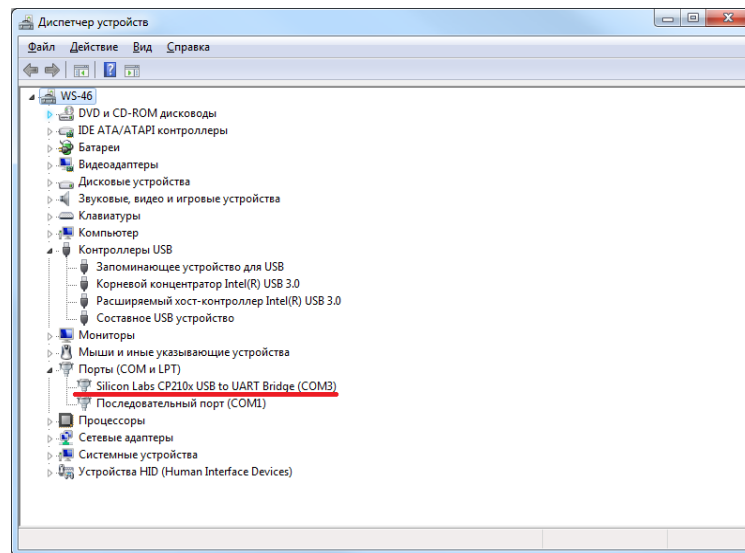 Диспетчер устройств
Файл Действие Вид Справка
WS-46
DVD и CD-ROM дисководы
IDE ATA/ATAPI контроллеры
Батареи
Видеоадаптеры
Дисковые устройства
Звуковые, видео и игровые устройства
Клавиатуры
Компьютер
Контроллеры USB
Запоминающее устройство для USB
Корневой концентратор Intel(R) USB 3.0
Расширяемый хост-контроллер Intel(R) USB 3.0
Составное USB устройство
Мониторы
Мыши и иные указывающие устройства
Порты (COM и LPT)
Silicon Labs CP210x USB to UART Bridge (COM3)
Последовательный порт (COM1)
Процессоры
Сетевые адаптеры
Системные устройства
Устройства HID (Human Interface Devices)